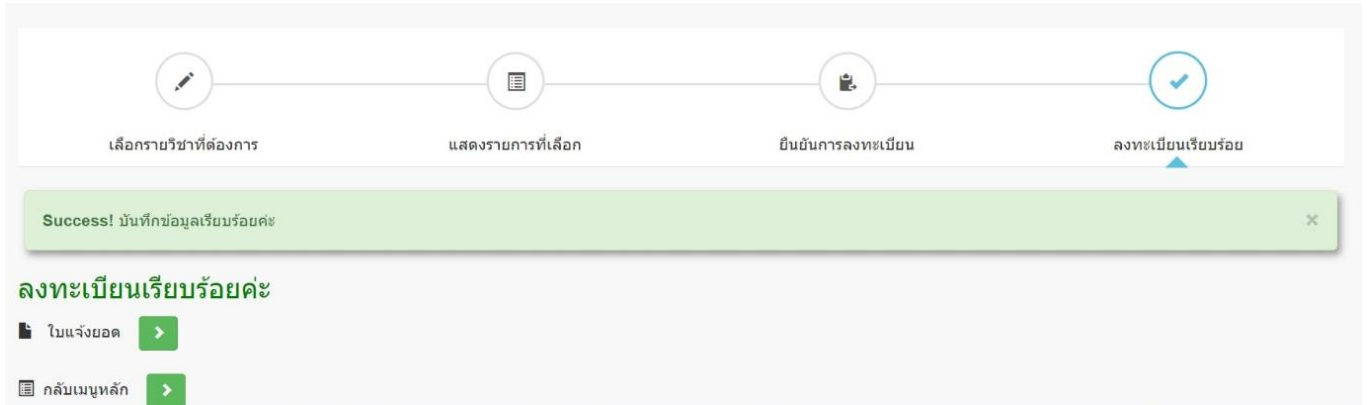 เลือกรายวิชาที่ต้องการ แสดงรายการที่เลือก ยืนยันการลงทะเบียน ลงทะเบียนเรียบร้อย
Success! บันทึกข้อมูลเรียบร้อยค่ะ ×
ลงทะเบียนเรียบร้อยค่ะ
ใบแจ้งยอด
กลับเมนูหลัก